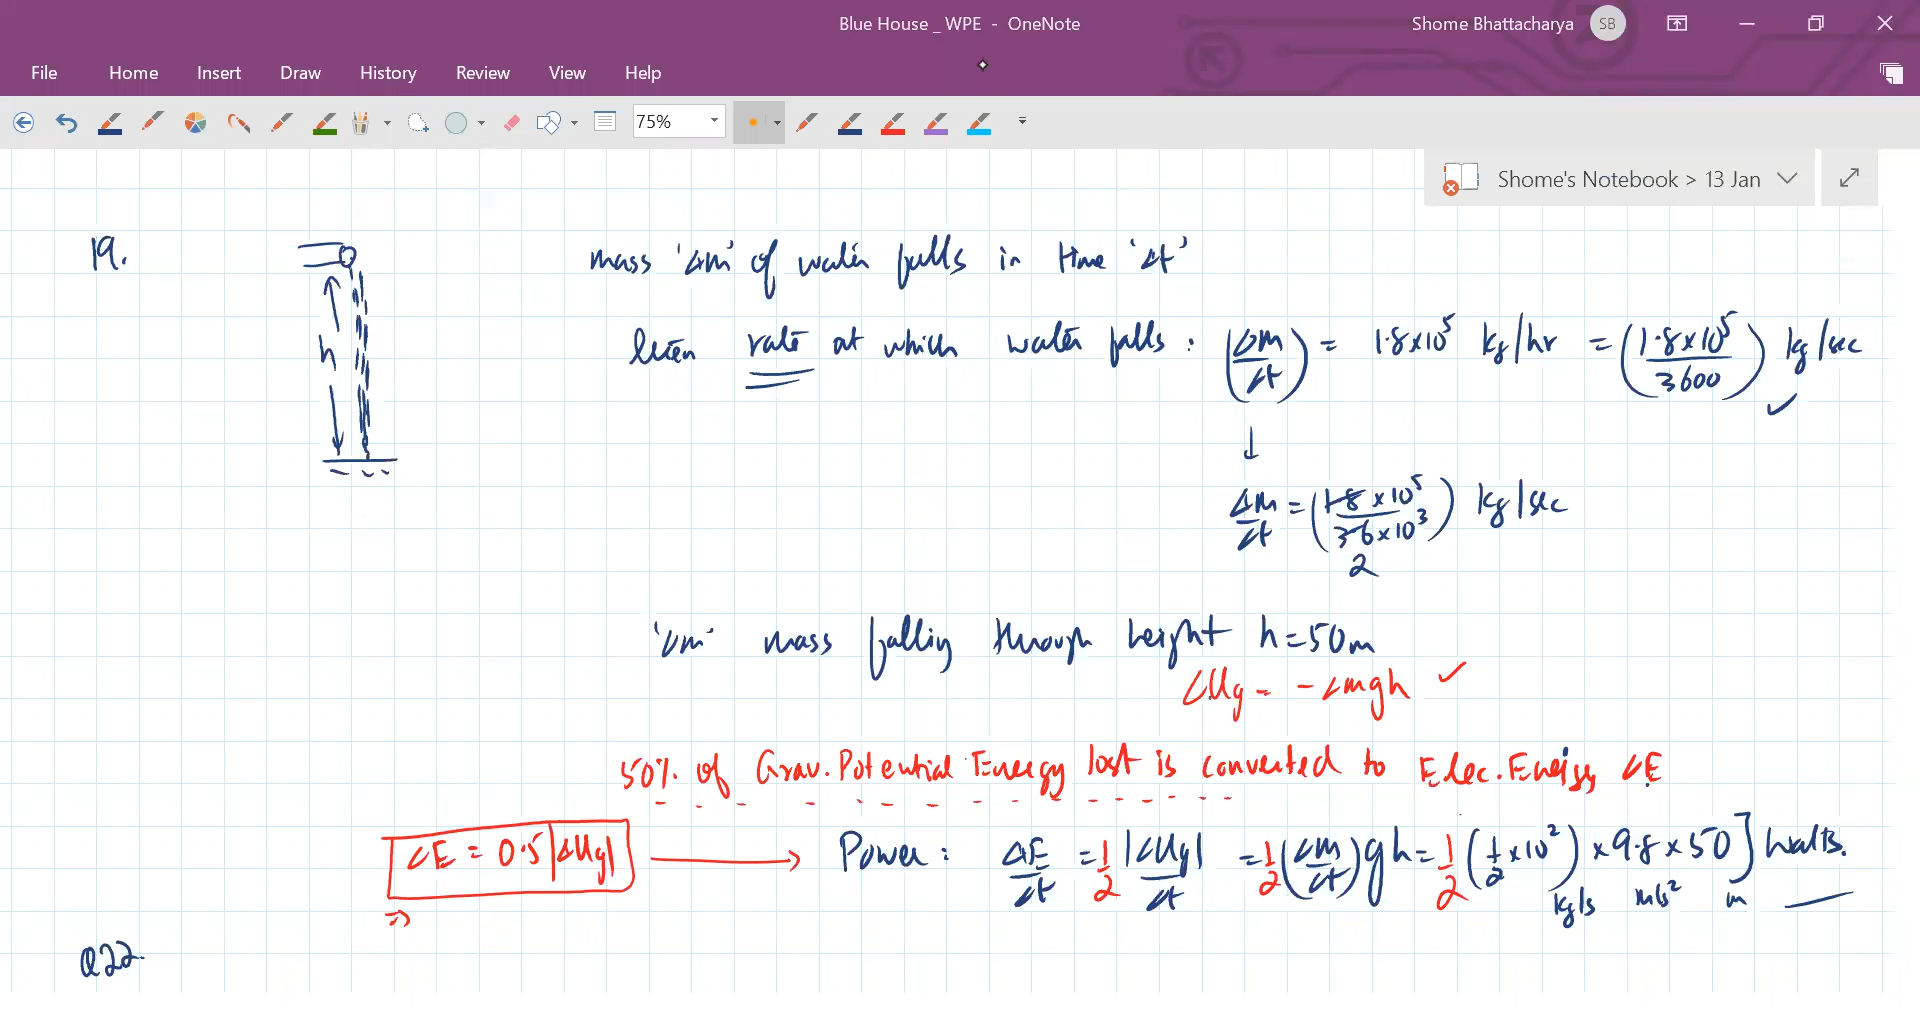 Blue House _ WPE - OneNote
Shome Bhattacharya SB
File Home Insert Draw History Review View Help
75%
Shome's Notebook > 13 Jan
19.
mass 'Δm' of water falls in time 'Δt'
h
then rate at which water falls : (Δm/Δt) = 1.8×10⁵ kg/hr = (1.8×10⁵/3600) kg/sec ✓
↓
Δm/Δt = (1.8×10⁵/3.6×10³) kg/sec
2
'Δm' mass falling through height h=50m
ΔUg = -Δmgh ✓
50% of Grav. Potential Energy lost is converted to Elec. Energy ΔE
ΔE = 0.5|ΔUg| → Power : ΔE/Δt = 1/2 |ΔUg|/Δt = 1/2 (Δm/Δt) gh = 1/2 (1/2 ×10²) × 9.8 × 50] Watts.
kg/s m/s² m
⇒
Q22.